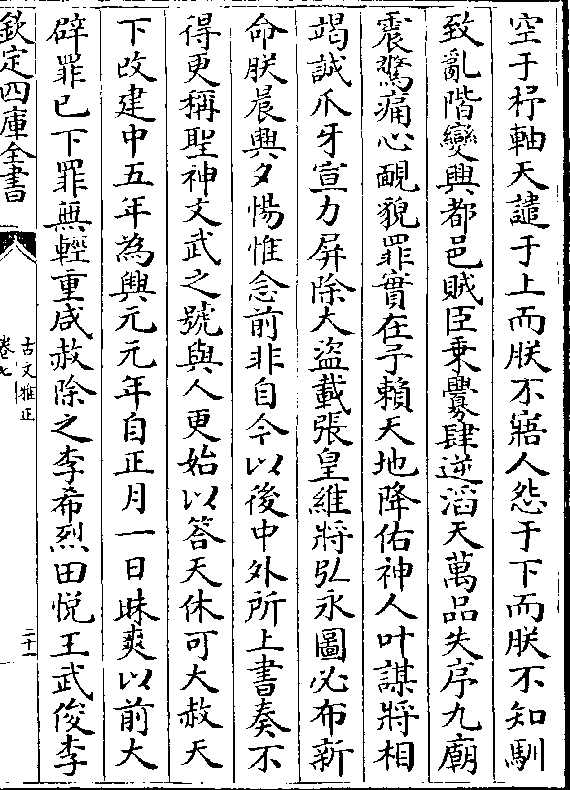 空于杼軸天譴于上而朕不寤人怨于下而朕不知馴
致亂階變興都邑賊臣乗釁肆逆滔天萬品失序九廟
震驚痛心靦貌罪實在予賴天地降佑神人叶謀將相
竭誠爪牙宣力屏除大盜載張皇維將弘永圖必布新
命朕晨興夕惕惟念前非自今以後中外所上書奏不
得更稱聖神文武之號與人更始以答天休可大赦天
下改建中五年為興元元年自正月一日昧爽以前大
辟罪已下罪無輕重咸赦除之李希烈田悦王武俊李
欽定四庫全書
古文雅正
卷七
二十一